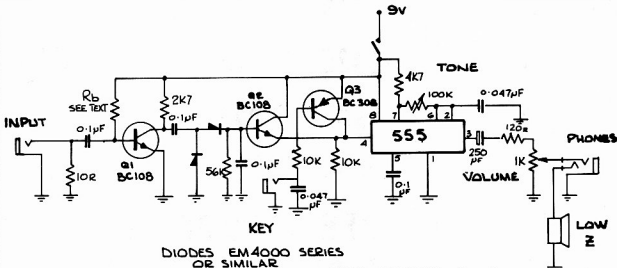 9V
TONE
Q3
BC308
Q2
BC108
4K7
100K
0.047µF
Rb
SEE TEXT
2K7
0.1µF
INPUT
0.1µF
8
7
6
2
555
3
4
5
1
120Ω
PHONES
250
µF
1K
VOLUME
Q1
BC108
10Ω
56K
0.1µF
10K
10K
0.1
µF
0.047
µF
KEY
LOW
Z
DIODES EM4000 SERIES
OR SIMILAR